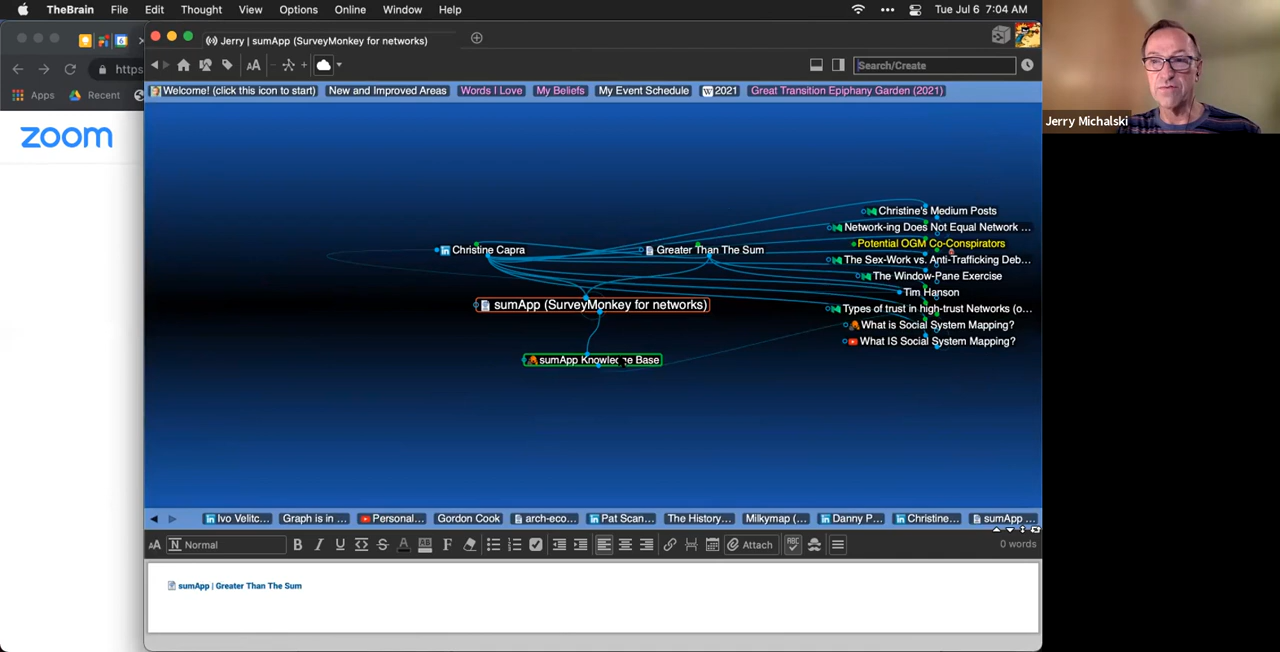 TheBrain File Edit Thought View Options Online Window Help Tue Jul 6 7:04 AM
Jerry | sumApp (SurveyMonkey for networks)
https
AA Search/Create
Apps Recent
Welcome! (click this icon to start) New and Improved Areas Words I Love My Beliefs My Event Schedule W 2021 Great Transition Epiphany Garden (2021)
Jerry Michalski
zoom
Christine's Medium Posts
Network-ing Does Not Equal Network ...
Christine Capra Greater Than The Sum Potential OGM Co-Conspirators
The Sex-Work vs. Anti-Trafficking Deb...
The Window-Pane Exercise
Tim Hanson
sumApp (SurveyMonkey for networks) Types of trust in high-trust Networks (o...
What is Social System Mapping?
What IS Social System Mapping?
sumApp Knowledge Base
Ivo Velitc... Graph is in ... Personal... Gordon Cook arch-eco... Pat Scan... The History... Milkymap (... Danny P... Christine... sumApp ...
AA N Normal B I U S A AB F Attach ABC 0 words
sumApp | Greater Than The Sum